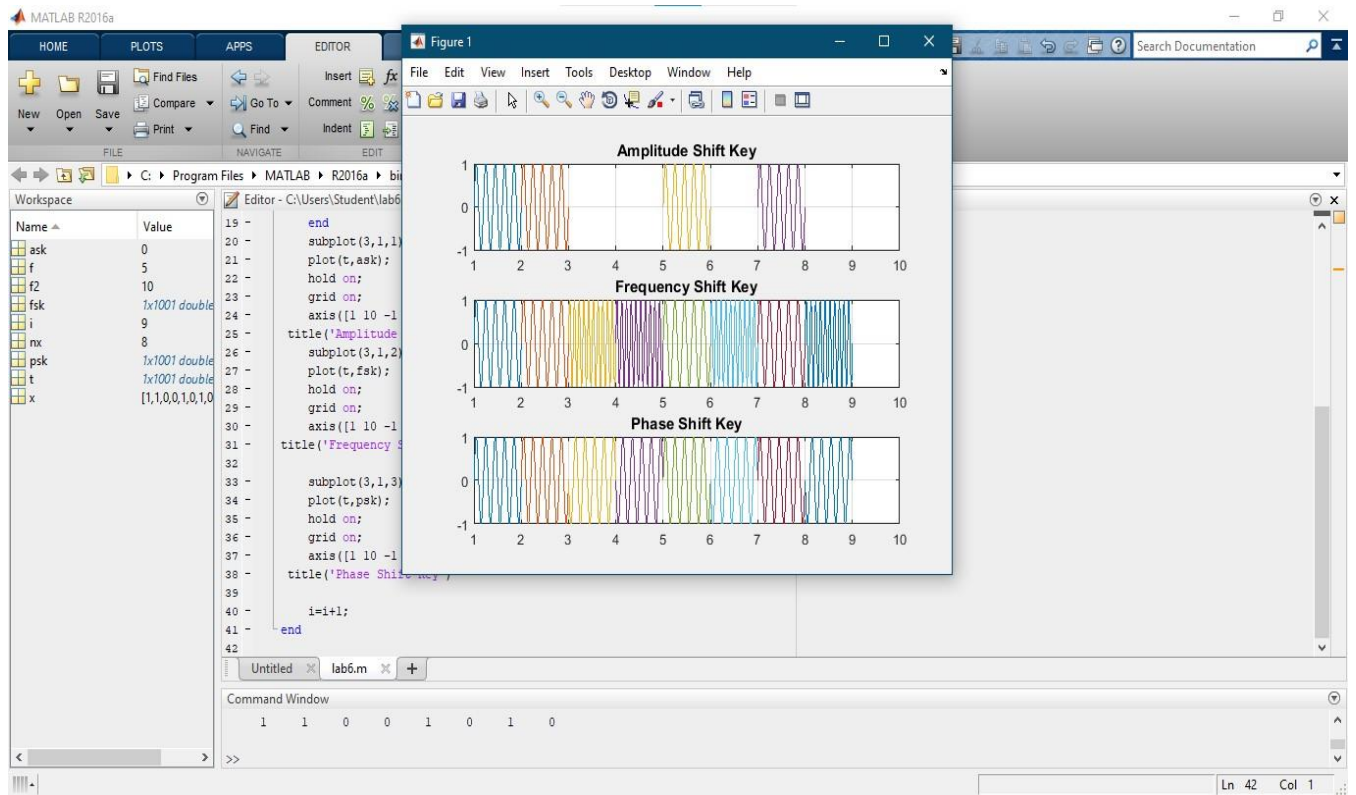 MATLAB R2016a
HOME PLOTS APPS EDITOR
Search Documentation
New Open Save
Find Files
Compare
Print
Go To
Find
Insert fx
Comment
Indent
FILE NAVIGATE EDIT
C: Program Files MATLAB R2016a
Workspace
Name Value
ask 0
f 5
f2 10
fsk 1x1001 double
i 9
nx 8
psk 1x1001 double
t 1x1001 double
x [1,1,0,0,1,0,1,0
Editor - C:\Users\Student\lab6
19 - end
20 - subplot(3,1,1)
21 - plot(t,ask);
22 - hold on;
23 - grid on;
24 - axis([1 10 -1
25 - title('Amplitude
26 - subplot(3,1,2)
27 - plot(t,fsk);
28 - hold on;
29 - grid on;
30 - axis([1 10 -1
31 - title('Frequency S
32
33 - subplot(3,1,3)
34 - plot(t,psk);
35 - hold on;
36 - grid on;
37 - axis([1 10 -1
38 - title('Phase Shift Key')
39
40 - i=i+1;
41 - end
42
Untitled lab6.m
Command Window
1 1 0 0 1 0 1 0
>>
Ln 42 Col 1
Figure 1
File Edit View Insert Tools Desktop Window Help
Amplitude Shift Key
1
0
-1
1 2 3 4 5 6 7 8 9 10
Frequency Shift Key
1
0
-1
1 2 3 4 5 6 7 8 9 10
Phase Shift Key
1
0
-1
1 2 3 4 5 6 7 8 9 10